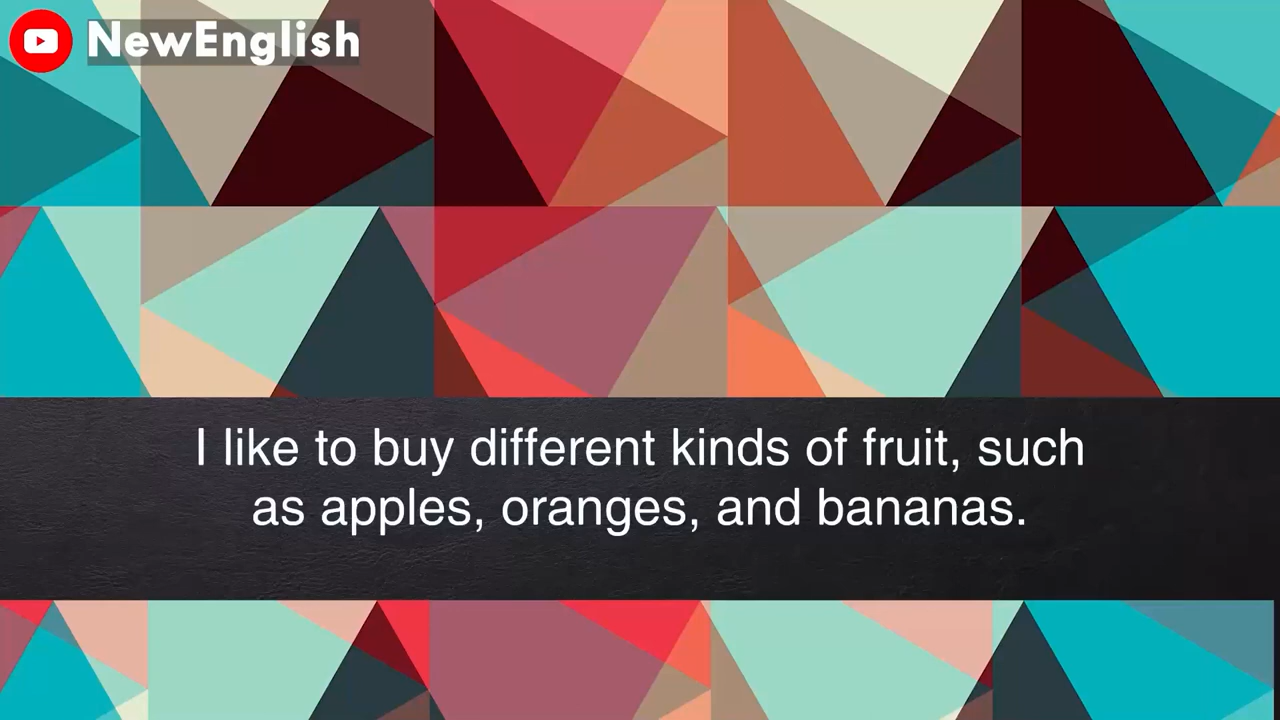 NewEnglish
I like to buy different kinds of fruit, such
as apples, oranges, and bananas.